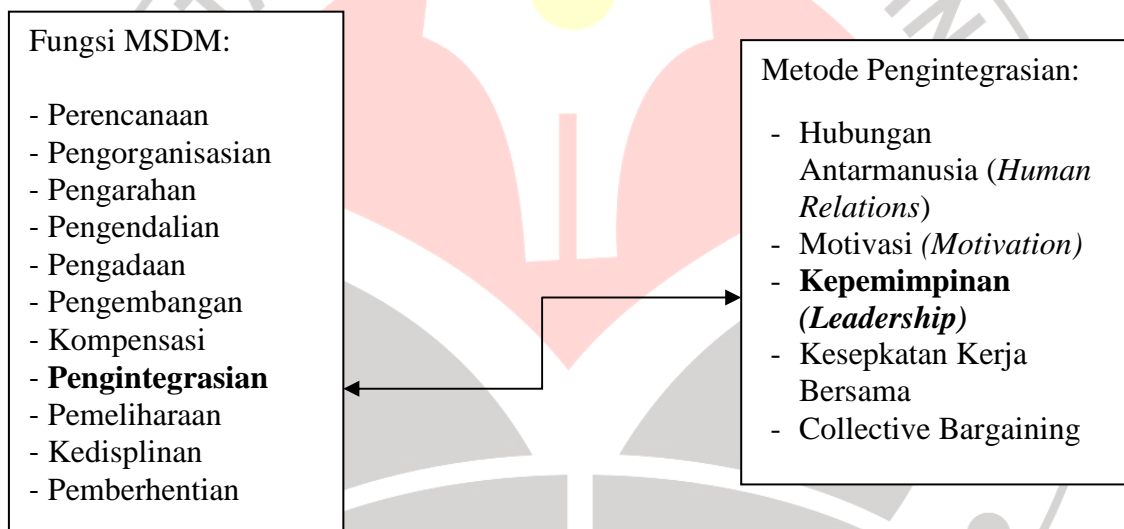 Fungsi MSDM:
- Perencanaan
- Pengorganisasian
- Pengarahan
- Pengendalian
- Pengadaan
- Pengembangan
- Kompensasi
- Pengintegrasian
- Pemeliharaan
- Kedisplinan
- Pemberhentian
Metode Pengintegrasian:
- Hubungan
Antarmanusia (Human
Relations)
- Motivasi (Motivation)
- Kepemimpinan
(Leadership)
- Kesepkatan Kerja
Bersama
- Collective Bargaining